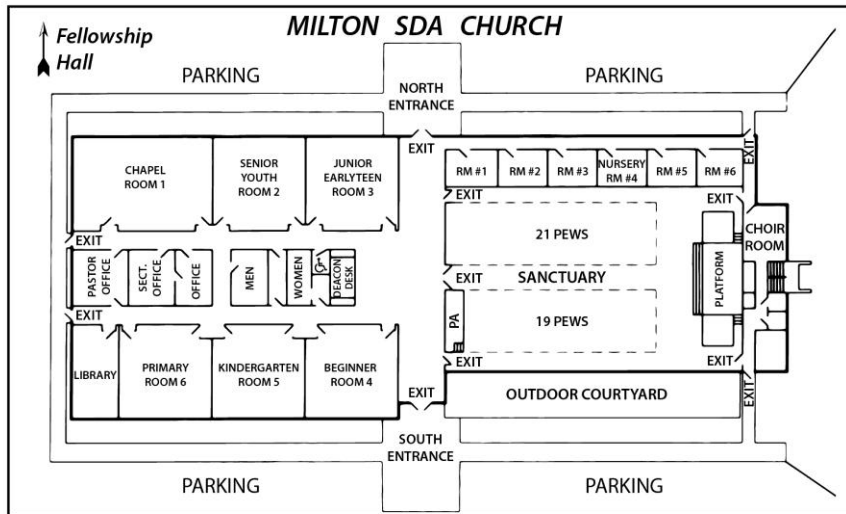 MILTON SDA CHURCH
Fellowship
Hall
PARKING
PARKING
NORTH
ENTRANCE
EXIT
EXIT
CHAPEL
ROOM 1
SENIOR
YOUTH
ROOM 2
JUNIOR
EARLYTEEN
ROOM 3
RM #1
RM #2
RM #3
NURSERY
RM #4
RM #5
RM #6
EXIT
EXIT
CHOIR
ROOM
21 PEWS
EXIT
PASTOR
OFFICE
SECT. OFFICE
OFFICE
MEN
WOMEN
DEACON
DESK
EXIT
SANCTUARY
PLATFORM
EXIT
PA
19 PEWS
LIBRARY
PRIMARY
ROOM 6
KINDERGARTEN
ROOM 5
BEGINNER
ROOM 4
EXIT
EXIT
EXIT
OUTDOOR COURTYARD
EXIT
SOUTH
ENTRANCE
PARKING
PARKING